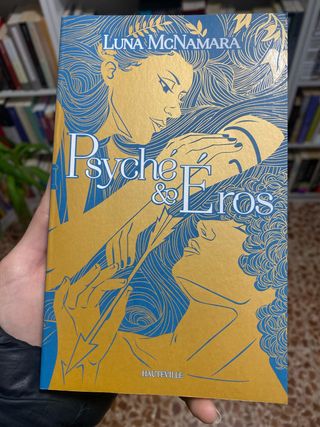 Luna McNamara
Psyché
& Éros
Hauteville